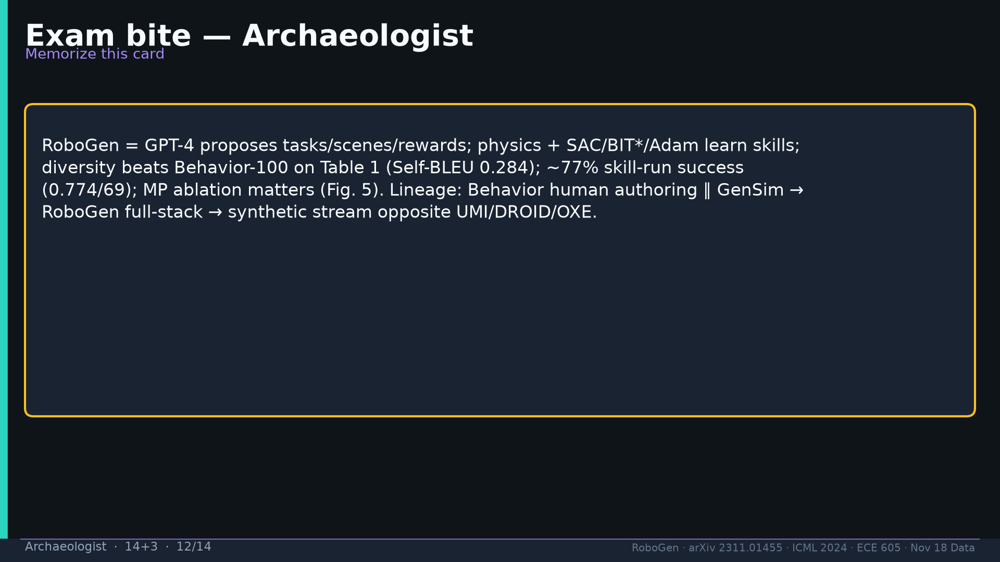 Exam bite — Archaeologist
Memorize this card
RoboGen = GPT-4 proposes tasks/scenes/rewards; physics + SAC/BIT*/Adam learn skills;
diversity beats Behavior-100 on Table 1 (Self-BLEU 0.284); ~77% skill-run success
(0.774/69); MP ablation matters (Fig. 5). Lineage: Behavior human authoring ∥ GenSim →
RoboGen full-stack → synthetic stream opposite UMI/DROID/OXE.
Archaeologist · 14+3 · 12/14
RoboGen · arXiv 2311.01455 · ICML 2024 · ECE 605 · Nov 18 Data